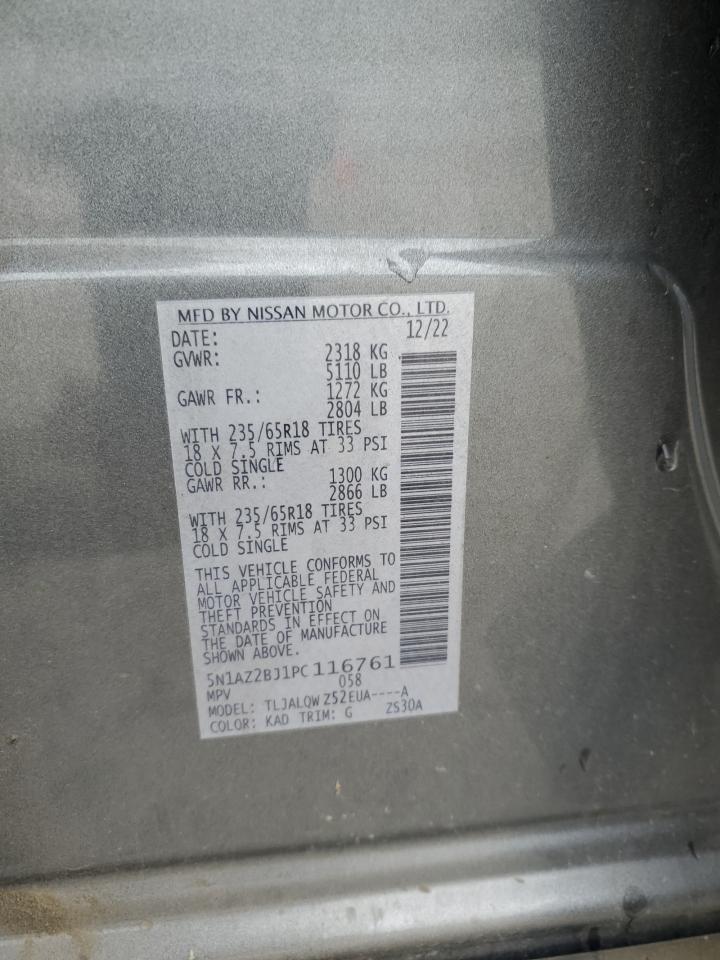 MFD BY NISSAN MOTOR CO., LTD.
DATE: 12/22
GVWR: 2318 KG
5110 LB
GAWR FR.: 1272 KG
2804 LB
WITH 235/65R18 TIRES
18 X 7.5 RIMS AT 33 PSI
COLD SINGLE
GAWR RR.: 1300 KG
2866 LB
WITH 235/65R18 TIRES
18 X 7.5 RIMS AT 33 PSI
COLD SINGLE
THIS VEHICLE CONFORMS TO
ALL APPLICABLE FEDERAL
MOTOR VEHICLE SAFETY AND
THEFT PREVENTION
STANDARDS IN EFFECT ON
THE DATE OF MANUFACTURE
SHOWN ABOVE.
5N1AZ2BJ1PC116761
MPV 058
MODEL: TLJALQWZ52EUA----A
COLOR: KAD TRIM: G ZS30A